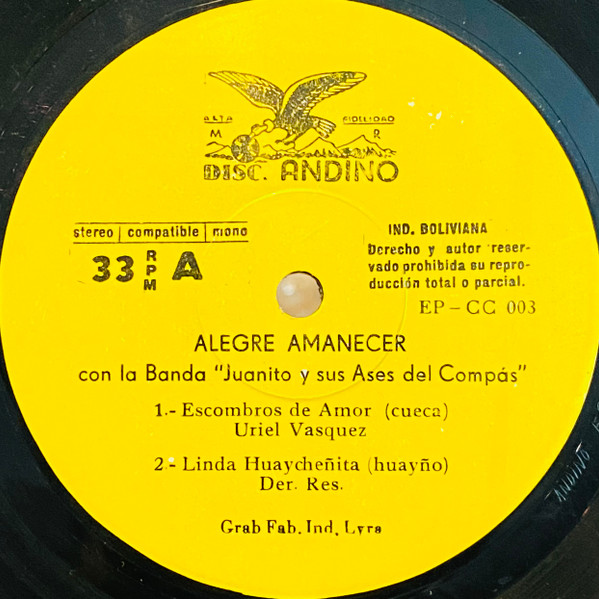 ALTA FIDELIDAD
M R
DISC. ANDINO
stereo | compatible | mono
33 RPM A
IND. BOLIVIANA
Derecho y autor reser-
vado prohibida su repro-
ducción total o parcial.
EP - CC 003
ALEGRE AMANECER
con la Banda "Juanito y sus Ases del Compás"
1.- Escombros de Amor (cueca)
Uriel Vasquez
2.- Linda Huaycheñita (huayño)
Der. Res.
Grab Fab. Ind. Lyra
ANDINO